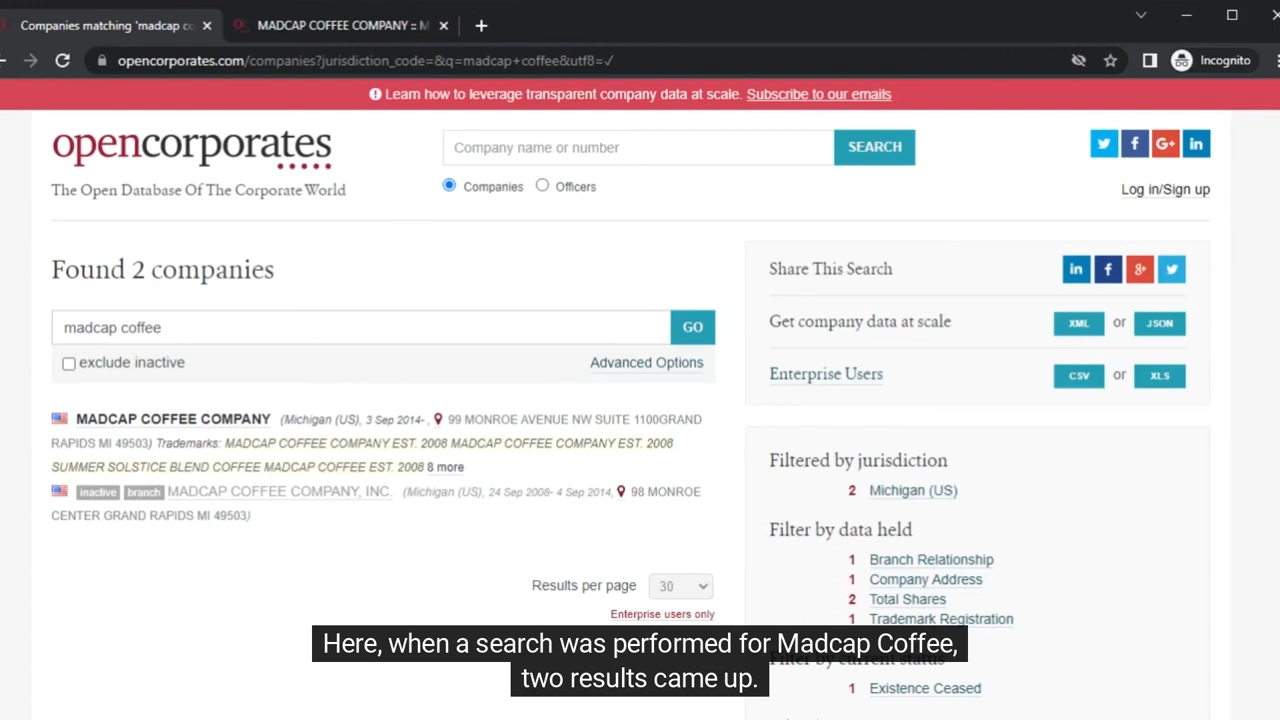 Companies matching 'madcap cc
MADCAP COFFEE COMPANY :: M
opencorporates.com/companies?jurisdiction_code=&q=madcap+coffee&utf8=✓
Incognito
Learn how to leverage transparent company data at scale. Subscribe to our emails
opencorporates
The Open Database Of The Corporate World
Company name or number
SEARCH
Companies
Officers
Log in/Sign up
Found 2 companies
madcap coffee
GO
exclude inactive
Advanced Options
MADCAP COFFEE COMPANY (Michigan (US), 3 Sep 2014- , 99 MONROE AVENUE NW SUITE 1100GRAND
RAPIDS MI 49503) Trademarks: MADCAP COFFEE COMPANY EST. 2008 MADCAP COFFEE COMPANY EST. 2008
SUMMER SOLSTICE BLEND COFFEE MADCAP COFFEE EST. 2008 8 more
inactive branch MADCAP COFFEE COMPANY, INC. (Michigan (US), 24 Sep 2008- 4 Sep 2014, 98 MONROE
CENTER GRAND RAPIDS MI 49503)
Results per page 30
Enterprise users only
Share This Search
Get company data at scale XML or JSON
Enterprise Users CSV or XLS
Filtered by jurisdiction
2 Michigan (US)
Filter by data held
1 Branch Relationship
1 Company Address
2 Total Shares
1 Trademark Registration
Filter by current status
1 Existence Ceased
Here, when a search was performed for Madcap Coffee,
two results came up.